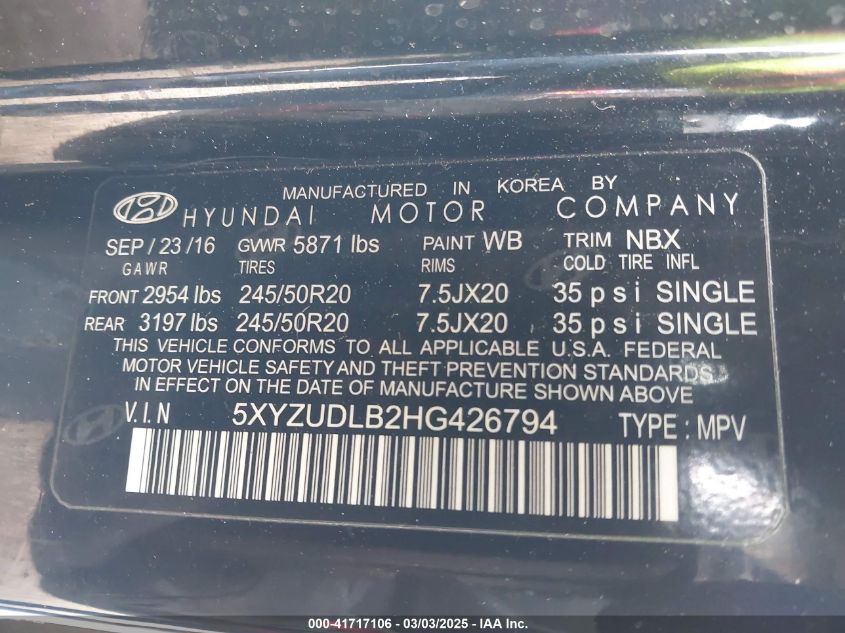 MANUFACTURED IN KOREA BY
HYUNDAI MOTOR COMPANY
SEP / 23 / 16 GVWR 5871 lbs PAINT WB TRIM NBX
GAWR TIRES RIMS COLD TIRE INFL
FRONT 2954 lbs 245/50R20 7.5JX20 35 psi SINGLE
REAR 3197 lbs 245/50R20 7.5JX20 35 psi SINGLE
THIS VEHICLE CONFORMS TO ALL APPLICABLE U.S.A. FEDERAL
MOTOR VEHICLE SAFETY AND THEFT PREVENTION STANDARDS
IN EFFECT ON THE DATE OF MANUFACTURE SHOWN ABOVE
V.I.N 5XYZUDLB2HG426794 TYPE : MPV
000-41717106 — 03/03/2025 - IAA Inc.